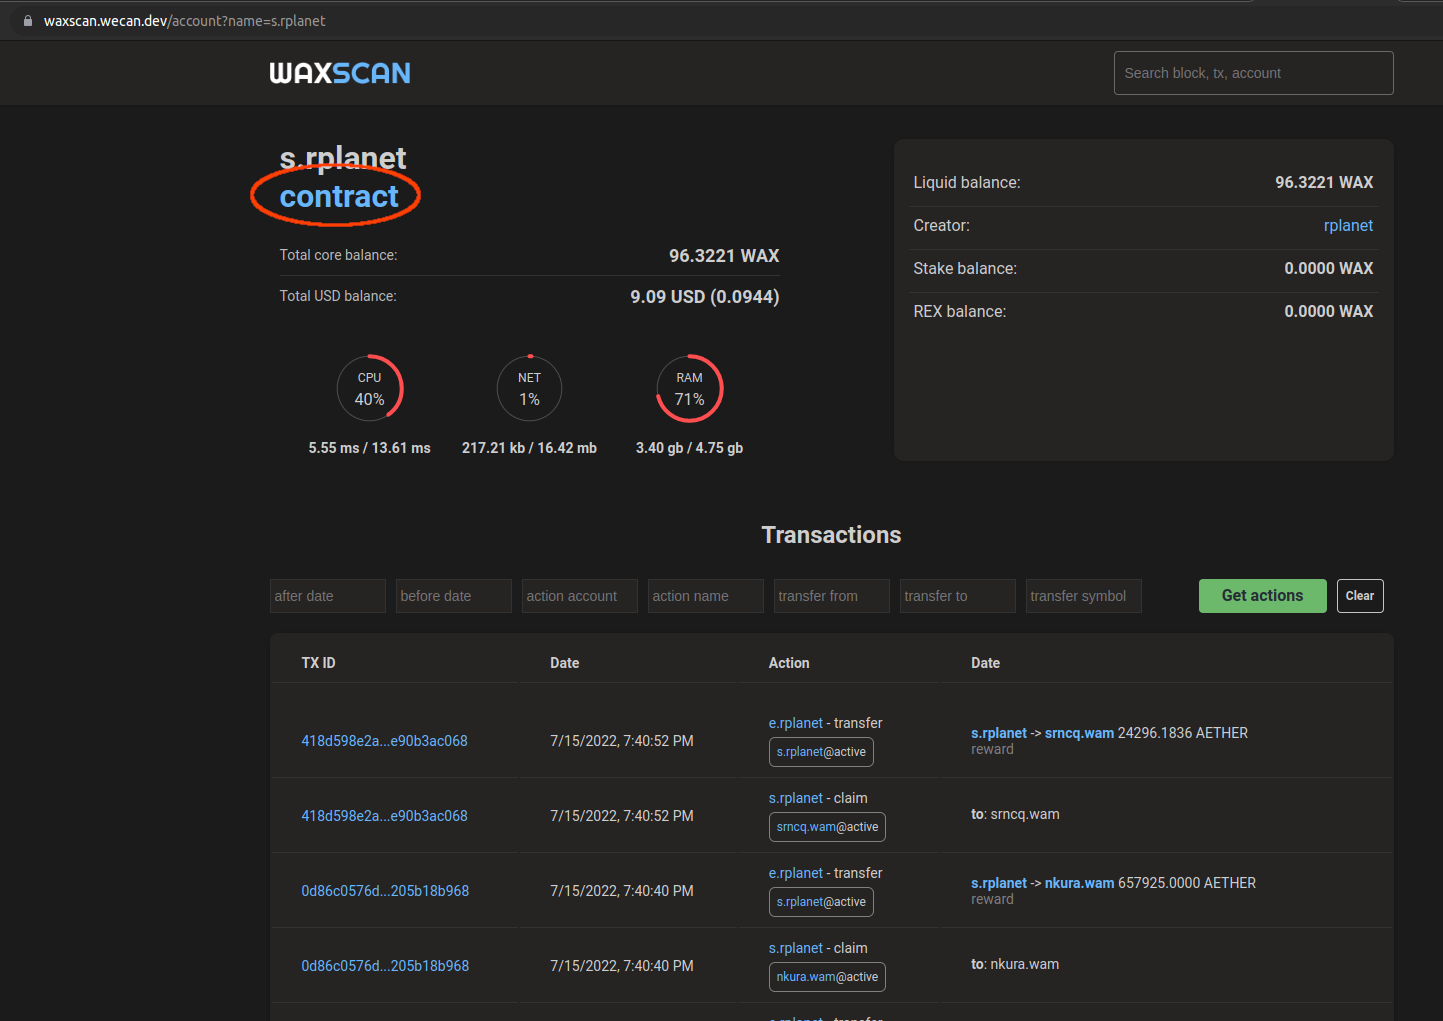 waxscan.wecan.dev/account?name=s.rplanet
WAXSCAN
Search block, tx, account
s.rplanet
contract
Total core balance: 96.3221 WAX
Total USD balance: 9.09 USD (0.0944)
CPU
40%
5.55 ms / 13.61 ms
NET
1%
217.21 kb / 16.42 mb
RAM
71%
3.40 gb / 4.75 gb
Liquid balance: 96.3221 WAX
Creator: rplanet
Stake balance: 0.0000 WAX
REX balance: 0.0000 WAX
Transactions
after date before date action account action name transfer from transfer to transfer symbol Get actions Clear
TX ID Date Action Date
418d598e2a...e90b3ac068 7/15/2022, 7:40:52 PM
e.rplanet - transfer
s.rplanet@active
s.rplanet -> srncq.wam 24296.1836 AETHER
reward
418d598e2a...e90b3ac068 7/15/2022, 7:40:52 PM
s.rplanet - claim
srncq.wam@active
to: srncq.wam
0d86c0576d...205b18b968 7/15/2022, 7:40:40 PM
e.rplanet - transfer
s.rplanet@active
s.rplanet -> nkura.wam 657925.0000 AETHER
reward
0d86c0576d...205b18b968 7/15/2022, 7:40:40 PM
s.rplanet - claim
nkura.wam@active
to: nkura.wam